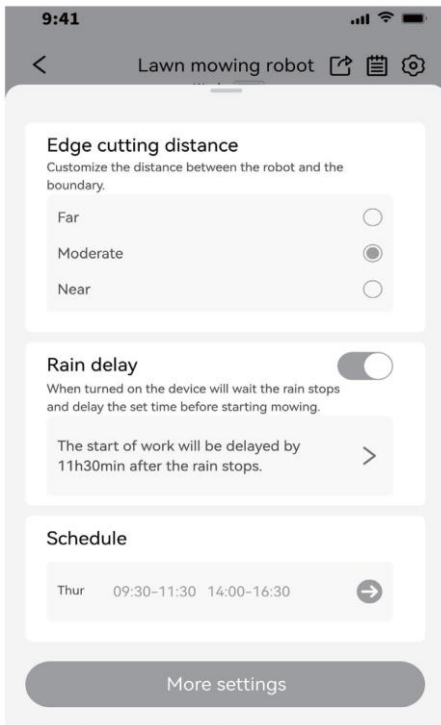 9:41
Lawn mowing robot
Edge cutting distance
Customize the distance between the robot and the
boundary.
Far
Moderate
Near
Rain delay
When turned on the device will wait the rain stops
and delay the set time before starting mowing.
The start of work will be delayed by
11h30min after the rain stops.
Schedule
Thur 09:30-11:30 14:00-16:30
More settings